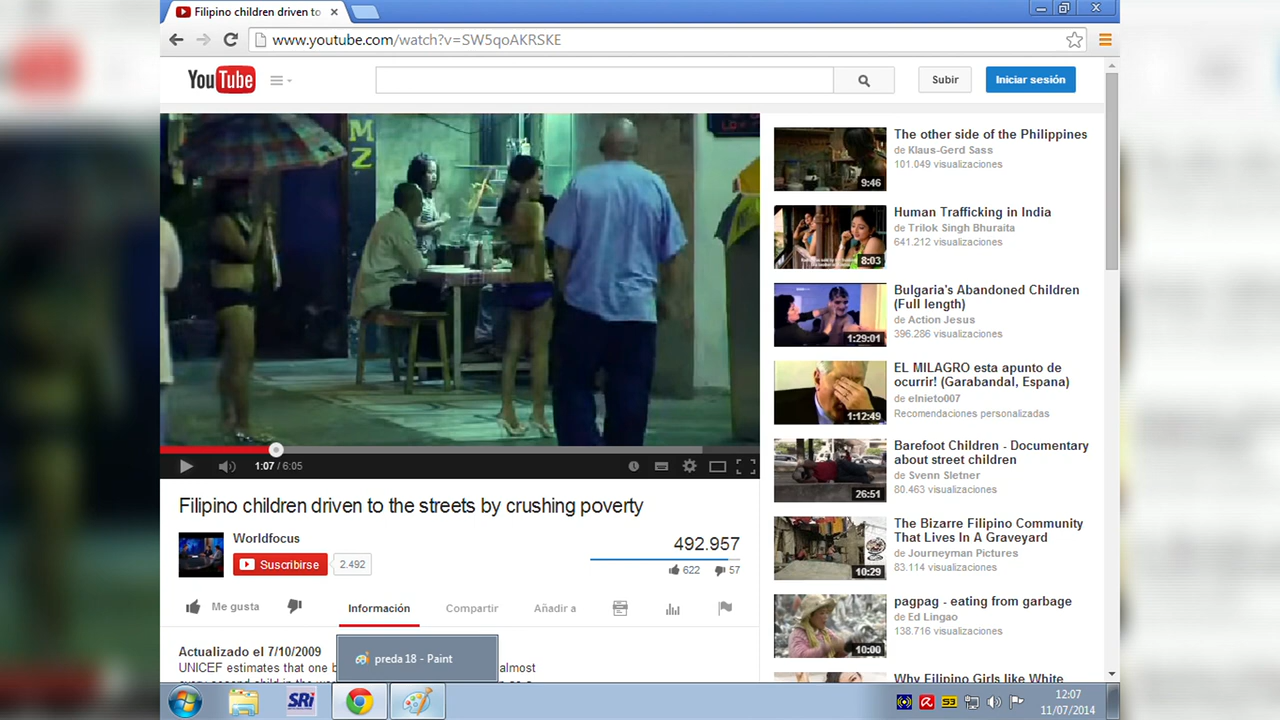 Filipino children driven to
www.youtube.com/watch?v=SW5qoAKRSKE
YouTube
Subir
Iniciar sesión
MZ
The other side of the Philippines
de Klaus-Gerd Sass
101.049 visualizaciones
9:46
Human Trafficking in India
de Trilok Singh Bhuraita
641.212 visualizaciones
8:03
Bulgaria's Abandoned Children
(Full length)
de Action Jesus
396.286 visualizaciones
1:29:01
EL MILAGRO esta apunto de
ocurrir! (Garabandal, Espana)
de elnieto007
Recomendaciones personalizadas
1:12:49
Barefoot Children - Documentary
about street children
de Svenn Sletner
80.463 visualizaciones
26:51
The Bizarre Filipino Community
That Lives In A Graveyard
de Journeyman Pictures
83.114 visualizaciones
10:29
pagpag - eating from garbage
de Ed Lingao
138.716 visualizaciones
10:00
Why Filipino Girls like White
1:07 / 6:05
Filipino children driven to the streets by crushing poverty
Worldfocus
Suscribirse 2.492
492.957
622 57
Me gusta
Información
Compartir
Añadir a
Actualizado el 7/10/2009
UNICEF estimates that one b
almost
preda 18 - Paint
SRi
S3
12:07
11/07/2014